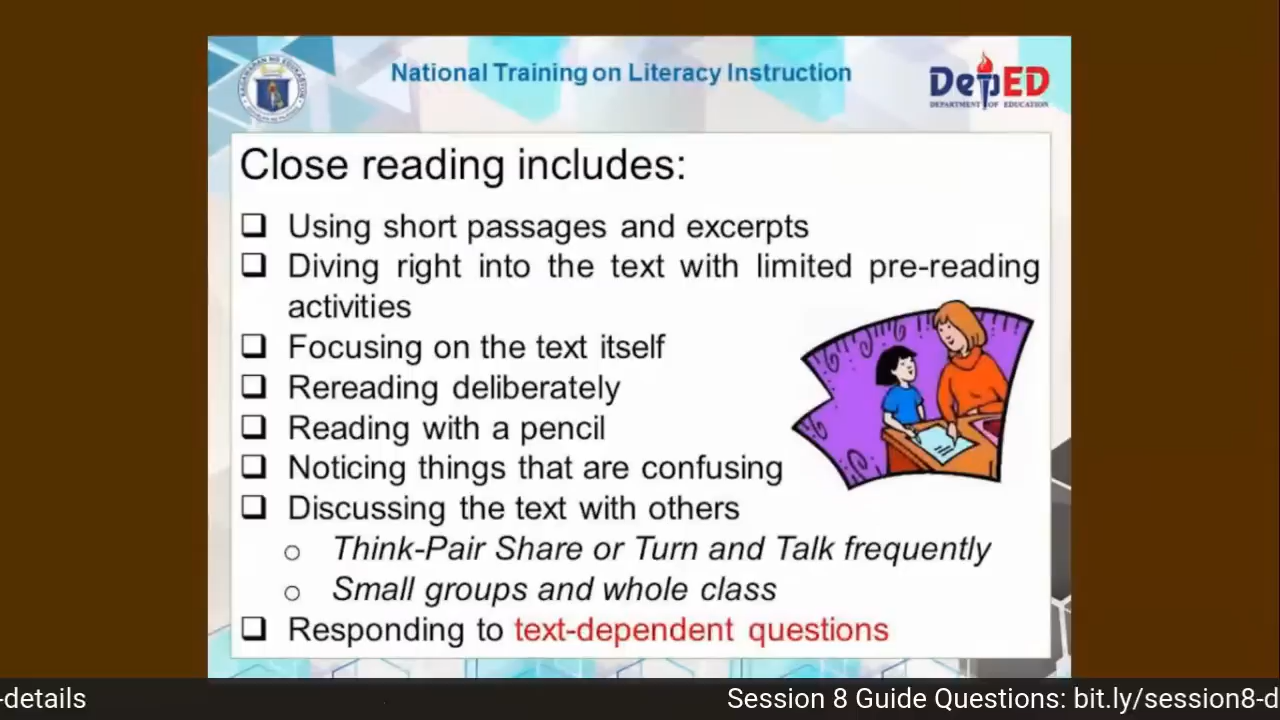 National Training on Literacy Instruction
DepED
DEPARTMENT OF EDUCATION
Close reading includes:
❑ Using short passages and excerpts
❑ Diving right into the text with limited pre-reading
activities
❑ Focusing on the text itself
❑ Rereading deliberately
❑ Reading with a pencil
❑ Noticing things that are confusing
❑ Discussing the text with others
o Think-Pair Share or Turn and Talk frequently
o Small groups and whole class
❑ Responding to text-dependent questions
-details
Session 8 Guide Questions: bit.ly/session8-d